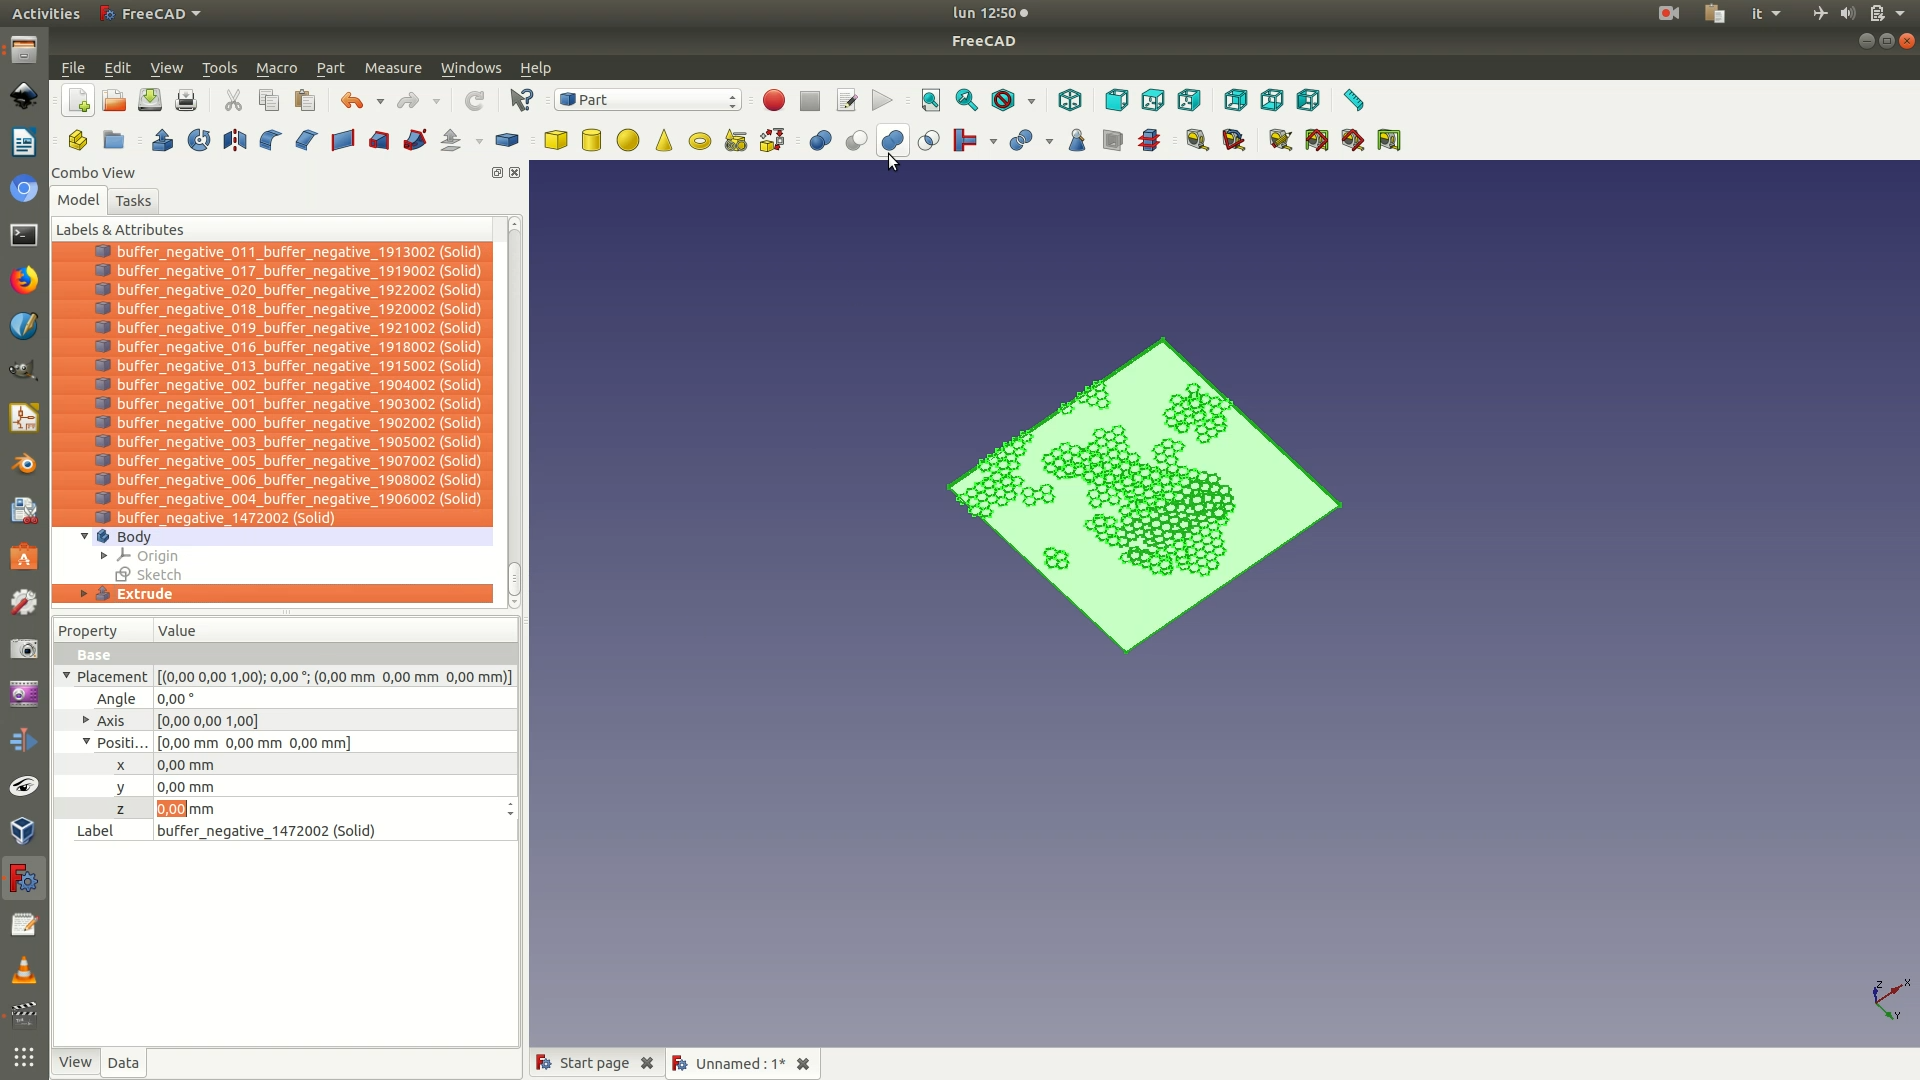 Activities FreeCAD lun 12:50 it
FreeCAD
File Edit View Tools Macro Part Measure Windows Help
Part
Combo View
Model Tasks
Labels & Attributes
buffer_negative_011_buffer_negative_1913002 (Solid)
buffer_negative_017_buffer_negative_1919002 (Solid)
buffer_negative_020_buffer_negative_1922002 (Solid)
buffer_negative_018_buffer_negative_1920002 (Solid)
buffer_negative_019_buffer_negative_1921002 (Solid)
buffer_negative_016_buffer_negative_1918002 (Solid)
buffer_negative_013_buffer_negative_1915002 (Solid)
buffer_negative_002_buffer_negative_1904002 (Solid)
buffer_negative_001_buffer_negative_1903002 (Solid)
buffer_negative_000_buffer_negative_1902002 (Solid)
buffer_negative_003_buffer_negative_1905002 (Solid)
buffer_negative_005_buffer_negative_1907002 (Solid)
buffer_negative_006_buffer_negative_1908002 (Solid)
buffer_negative_004_buffer_negative_1906002 (Solid)
buffer_negative_1472002 (Solid)
Body
Origin
Sketch
Extrude
Property Value
Base
Placement [(0,00 0,00 1,00); 0,00 °; (0,00 mm 0,00 mm 0,00 mm)]
Angle 0,00 °
Axis [0,00 0,00 1,00]
Positi... [0,00 mm 0,00 mm 0,00 mm]
x 0,00 mm
y 0,00 mm
z 0,00 mm
Label buffer_negative_1472002 (Solid)
Z X
Y
View Data
Start page Unnamed : 1*